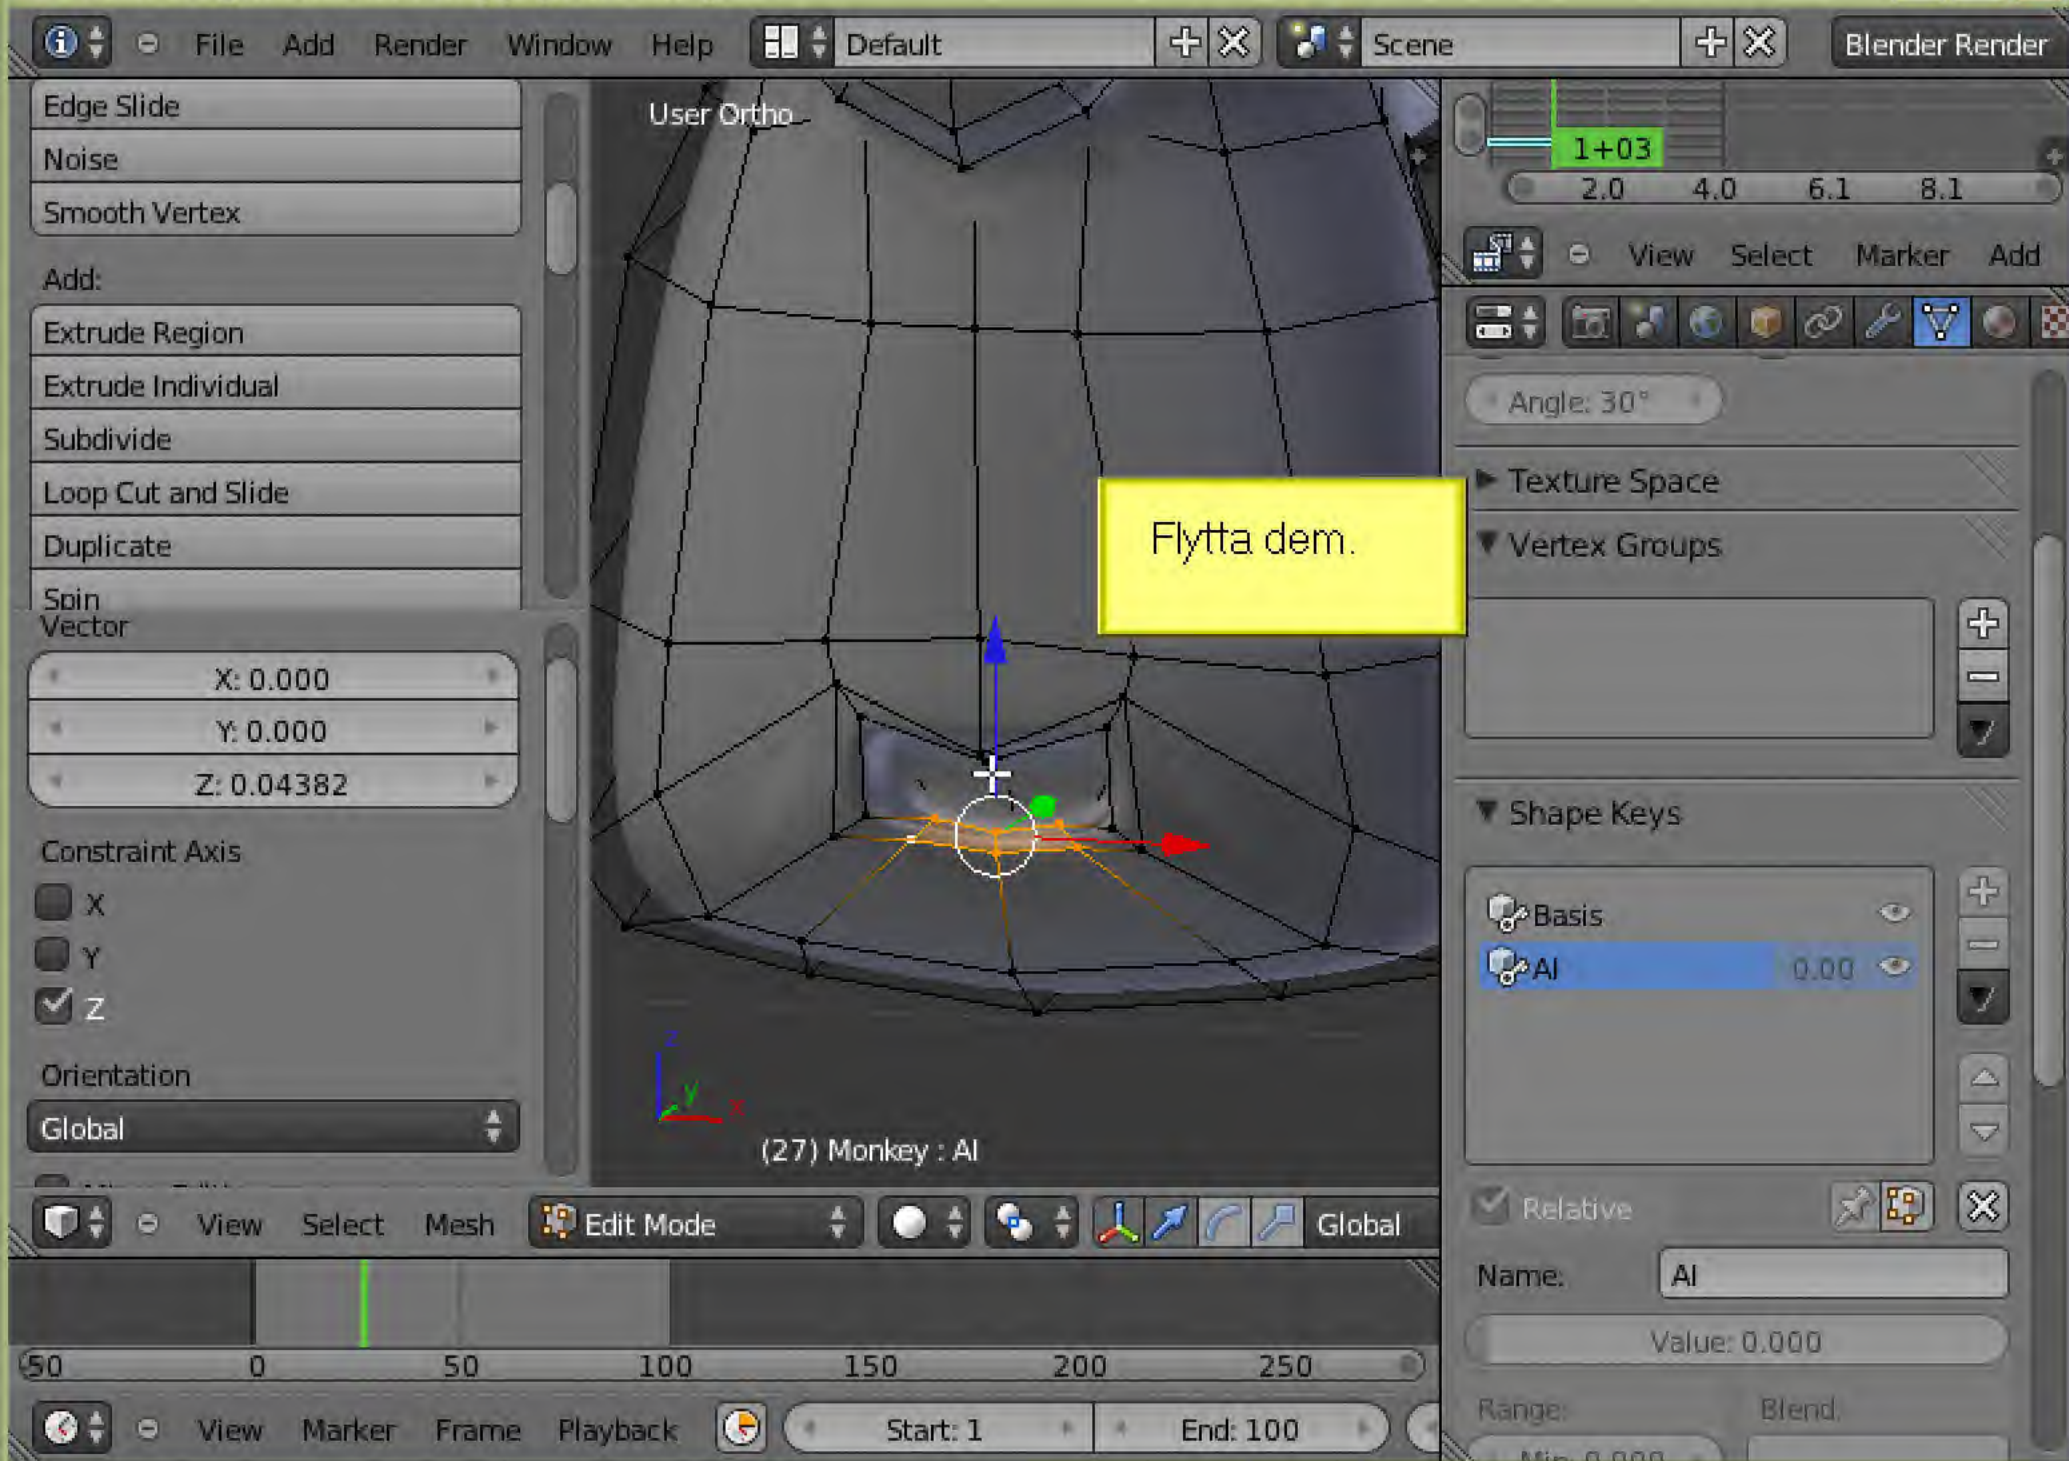 File Add Render Window Help Default Scene Blender Render
Edge Slide
Noise
Smooth Vertex
Add:
Extrude Region
Extrude Individual
Subdivide
Loop Cut and Slide
Duplicate
Spin
Vector
X: 0.000
Y: 0.000
Z: 0.04382
Constraint Axis
X
Y
Z
Orientation
Global
User Ortho
Flytta dem.
z
y
x
(27) Monkey : AI
View Select Mesh Edit Mode Global
-50 0 50 100 150 200 250
View Marker Frame Playback Start: 1 End: 100
1+03
2.0 4.0 6.1 8.1
View Select Marker Add
Angle: 30°
Texture Space
Vertex Groups
Shape Keys
Basis
AI 0.00
Relative
Name: AI
Value: 0.000
Range: Blend:
Min: 0.000